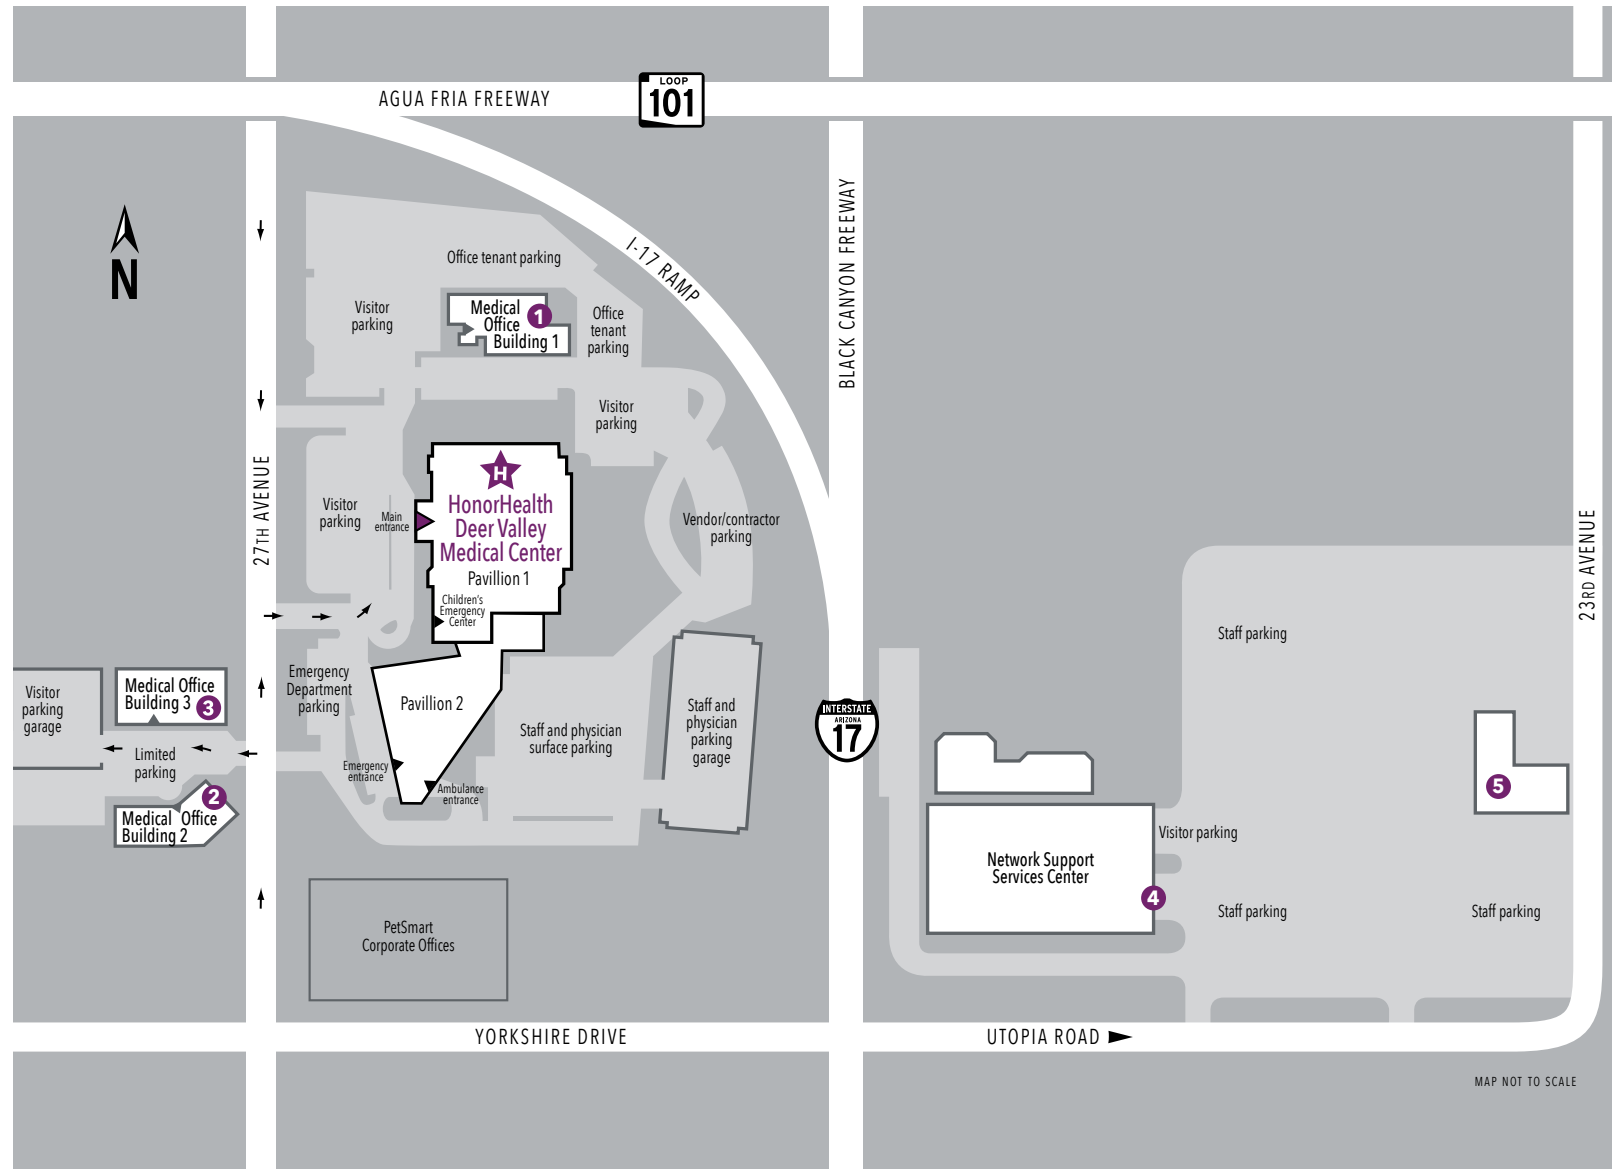 LOOP
101
AGUA FRIA FREEWAY
N
I-17 RAMP
BLACK CANYON FREEWAY
Office tenant parking
Visitor
parking
Medical
Office
Building 1
1
Office
tenant
parking
Visitor
parking
27TH AVENUE
H
HonorHealth
Deer Valley
Medical Center
Pavillion 1
Visitor
parking
Main
entrance
Vendor/contractor
parking
Children's
Emergency
Center
23RD AVENUE
Staff parking
Visitor
parking
garage
Medical Office
Building 3
3
Emergency
Department
parking
Pavillion 2
Staff and physician
surface parking
Staff and
physician
parking
garage
INTERSTATE
ARIZONA
17
Limited
parking
Emergency
entrance
Ambulance
entrance
2
Medical Office
Building 2
5
Visitor parking
Network Support
Services Center
4
Staff parking
Staff parking
PetSmart
Corporate Offices
YORKSHIRE DRIVE
UTOPIA ROAD
MAP NOT TO SCALE